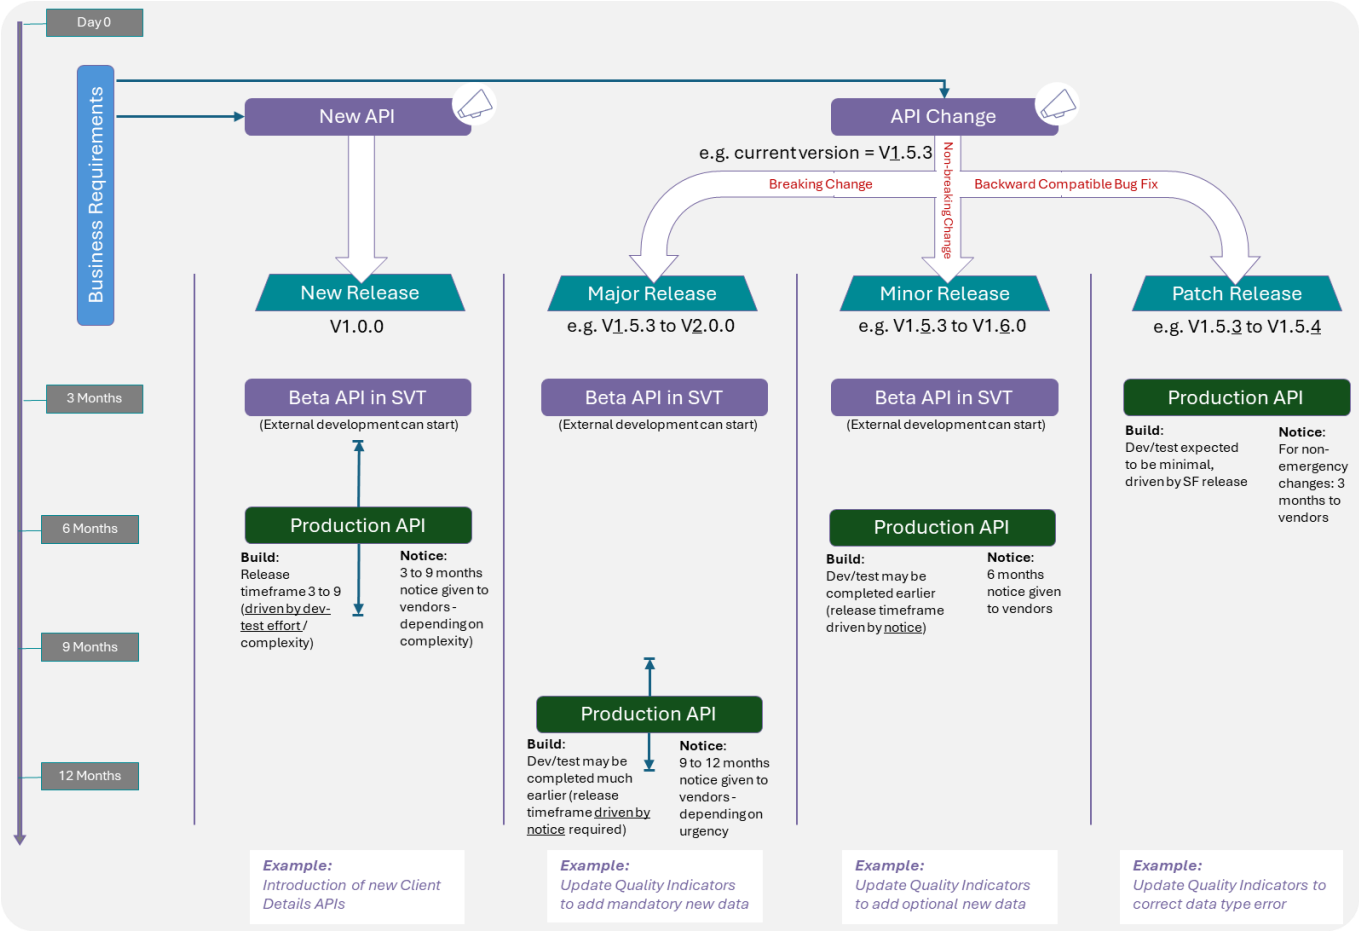 Day 0
Business Requirements
New API
API Change
e.g. current version = V1.5.3
Breaking Change
Non-breaking Change
Backward Compatible Bug Fix
New Release
V1.0.0
Major Release
e.g. V1.5.3 to V2.0.0
Minor Release
e.g. V1.5.3 to V1.6.0
Patch Release
e.g. V1.5.3 to V1.5.4
3 Months
Beta API in SVT
(External development can start)
Beta API in SVT
(External development can start)
Beta API in SVT
(External development can start)
Production API
Build:
Dev/test expected
to be minimal,
driven by SF release
Notice:
For non-
emergency
changes: 3
months to
vendors
6 Months
Production API
Build:
Release
timeframe 3 to 9
(driven by dev-
test effort /
complexity)
Notice:
3 to 9 months
notice given to
vendors -
depending on
complexity)
Production API
Build:
Dev/test may be
completed earlier
(release timeframe
driven by notice)
Notice:
6 months
notice given
to vendors
9 Months
Production API
Build:
Dev/test may be
completed much
earlier (release
timeframe driven by
notice required)
Notice:
9 to 12 months
notice given to
vendors -
depending on
urgency
12 Months
Example:
Introduction of new Client
Details APIs
Example:
Update Quality Indicators
to add mandatory new data
Example:
Update Quality Indicators
to add optional new data
Example:
Update Quality Indicators to
correct data type error